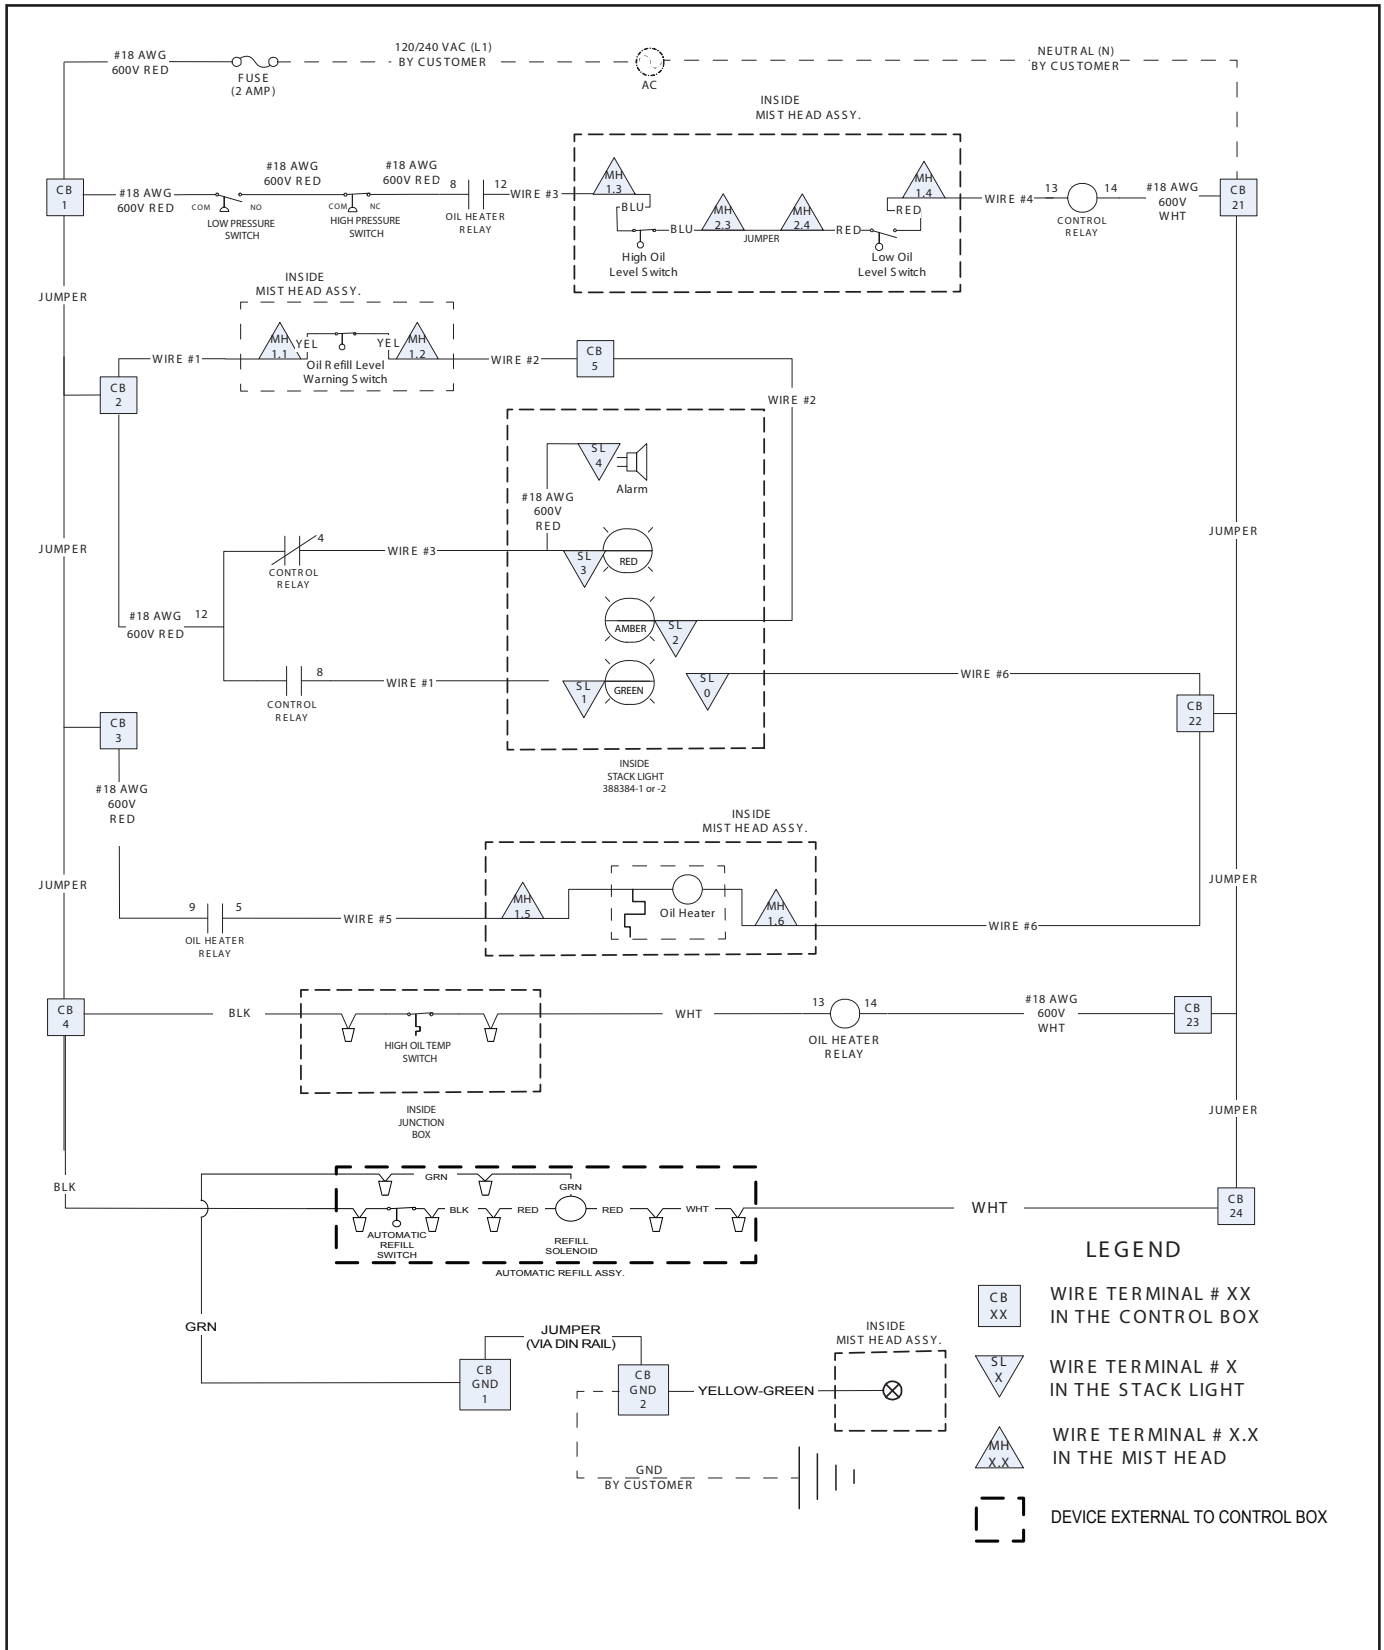 #18 AWG
600V RED
FUSE
(2 AMP)
120/240 VAC (L1)
BY CUSTOMER
AC
NEUTRAL (N)
BY CUSTOMER
INSIDE
MIST HEAD ASSY.
CB
1
#18 AWG
600V RED
COM
NO
LOW PRESSURE
SWITCH
#18 AWG
600V RED
COM
NC
HIGH PRESSURE
SWITCH
#18 AWG
600V RED
8
12
OIL HEATER
RELAY
WIRE #3
MH
1.3
BLU
High Oil
Level Switch
BLU
MH
2.3
JUMPER
MH
2.4
RED
Low Oil
Level Switch
RED
MH
1.4
WIRE #4
13
14
CONTROL
RELAY
#18 AWG
600V
WHT
CB
21
JUMPER
INSIDE
MIST HEAD ASSY.
WIRE #1
MH
1.1
YEL
YEL
MH
1.2
Oil Refill Level
Warning Switch
WIRE #2
CB
5
CB
2
WIRE #2
SL
4
Alarm
#18 AWG
600V
RED
JUMPER
4
CONTROL
RELAY
WIRE #3
SL
3
RED
JUMPER
#18 AWG
600V RED
12
AMBER
SL
2
8
CONTROL
RELAY
WIRE #1
SL
1
GREEN
SL
0
WIRE #6
CB
22
CB
3
INSIDE
STACK LIGHT
388384-1 or -2
#18 AWG
600V
RED
INSIDE
MIST HEAD ASSY.
JUMPER
JUMPER
9
5
OIL HEATER
RELAY
WIRE #5
MH
1.5
Oil Heater
MH
1.6
WIRE #6
CB
4
BLK
HIGH OIL TEMP
SWITCH
WHT
13
14
OIL HEATER
RELAY
#18 AWG
600V
WHT
CB
23
INSIDE
JUNCTION
BOX
JUMPER
BLK
GRN
GRN
BLK
RED
RED
WHT
AUTOMATIC
REFILL
SWITCH
REFILL
SOLENOID
AUTOMATIC REFILL ASSY.
WHT
CB
24
GRN
JUMPER
(VIA DIN RAIL)
CB
GND
1
CB
GND
2
YELLOW-GREEN
INSIDE
MIST HEAD ASSY.
GND
BY CUSTOMER
LEGEND
CB
XX
WIRE TERMINAL # XX
IN THE CONTROL BOX
SL
X
WIRE TERMINAL # X
IN THE STACK LIGHT
MH
X.X
WIRE TERMINAL # X.X
IN THE MIST HEAD
DEVICE EXTERNAL TO CONTROL BOX